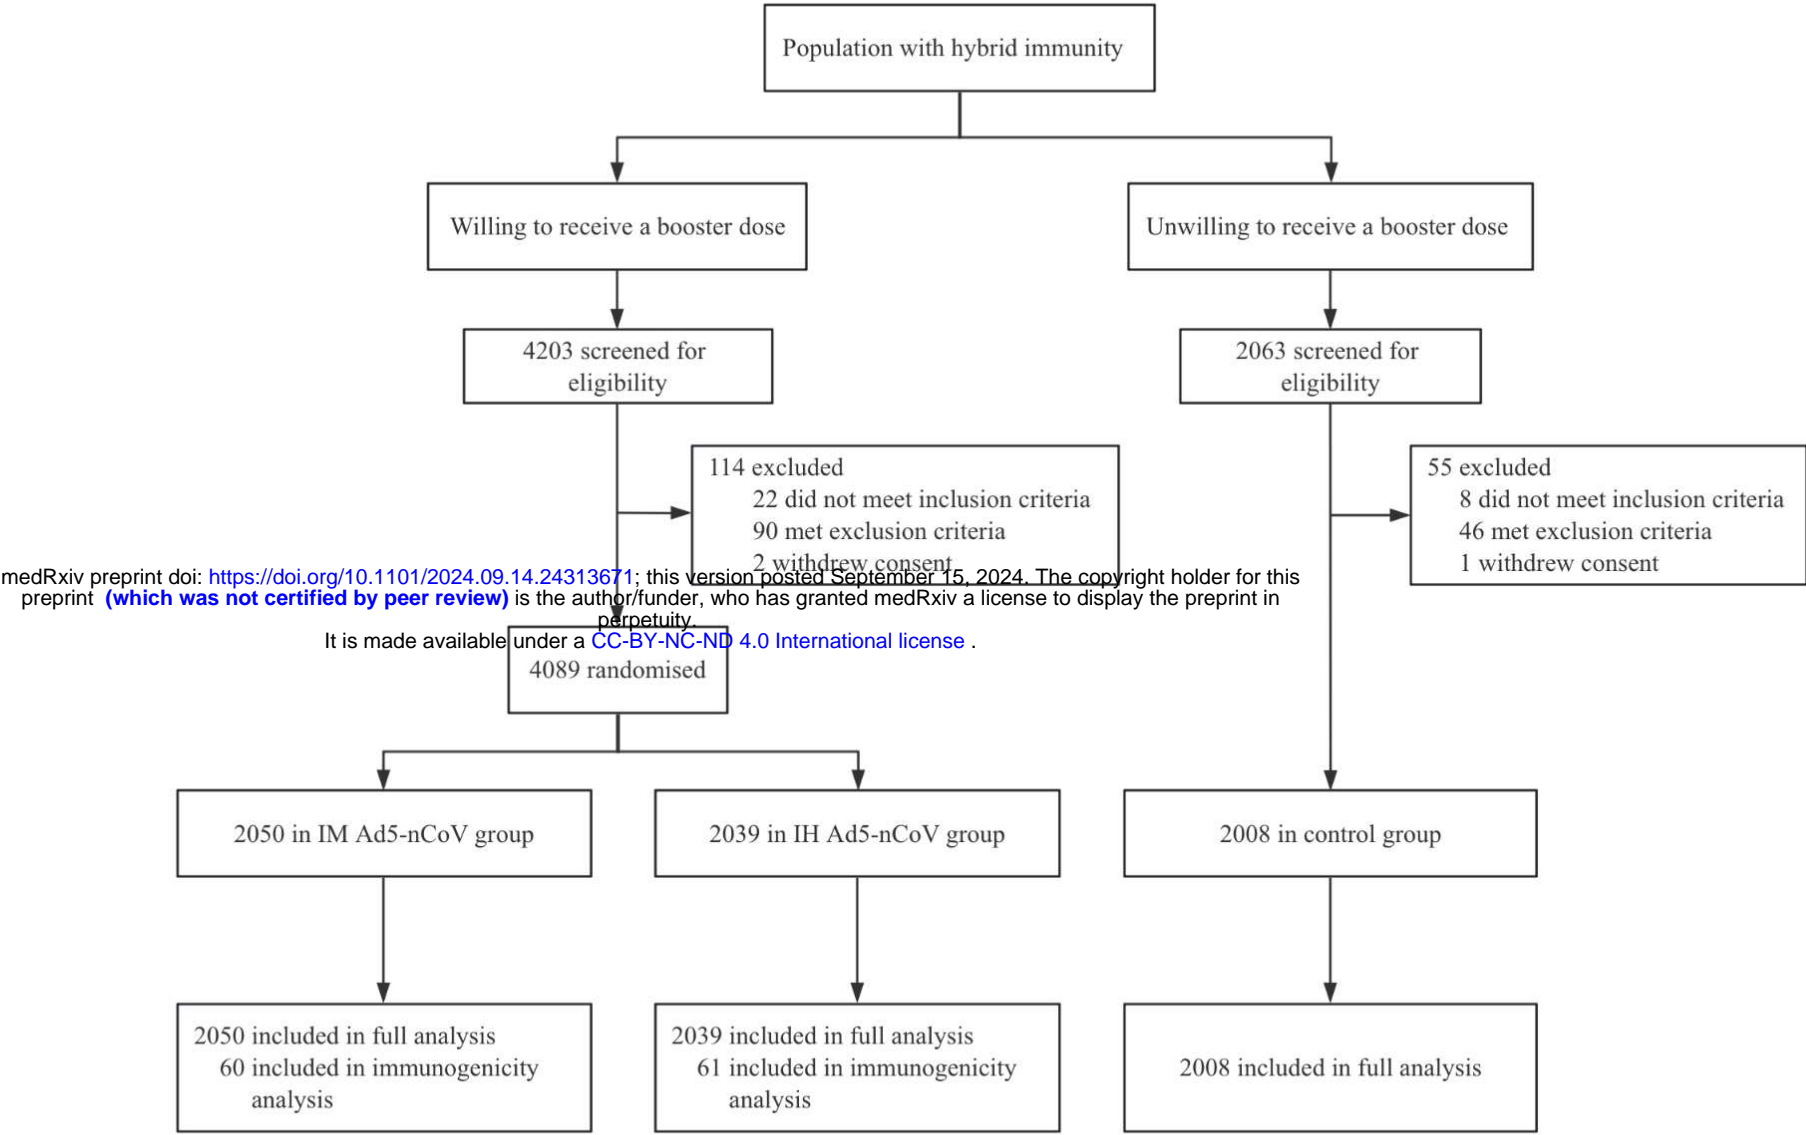 Population with hybrid immunity
Willing to receive a booster dose
Unwilling to receive a booster dose
4203 screened for
eligibility
2063 screened for
eligibility
114 excluded
22 did not meet inclusion criteria
90 met exclusion criteria
2 withdrew consent
55 excluded
8 did not meet inclusion criteria
46 met exclusion criteria
1 withdrew consent
medRxiv preprint doi: https://doi.org/10.1101/2024.09.14.24313671; this version posted September 15, 2024. The copyright holder for this
preprint (which was not certified by peer review) is the author/funder, who has granted medRxiv a license to display the preprint in
perpetuity.
It is made available under a CC-BY-NC-ND 4.0 International license .
4089 randomised
2050 in IM Ad5-nCoV group
2039 in IH Ad5-nCoV group
2008 in control group
2050 included in full analysis
60 included in immunogenicity
analysis
2039 included in full analysis
61 included in immunogenicity
analysis
2008 included in full analysis